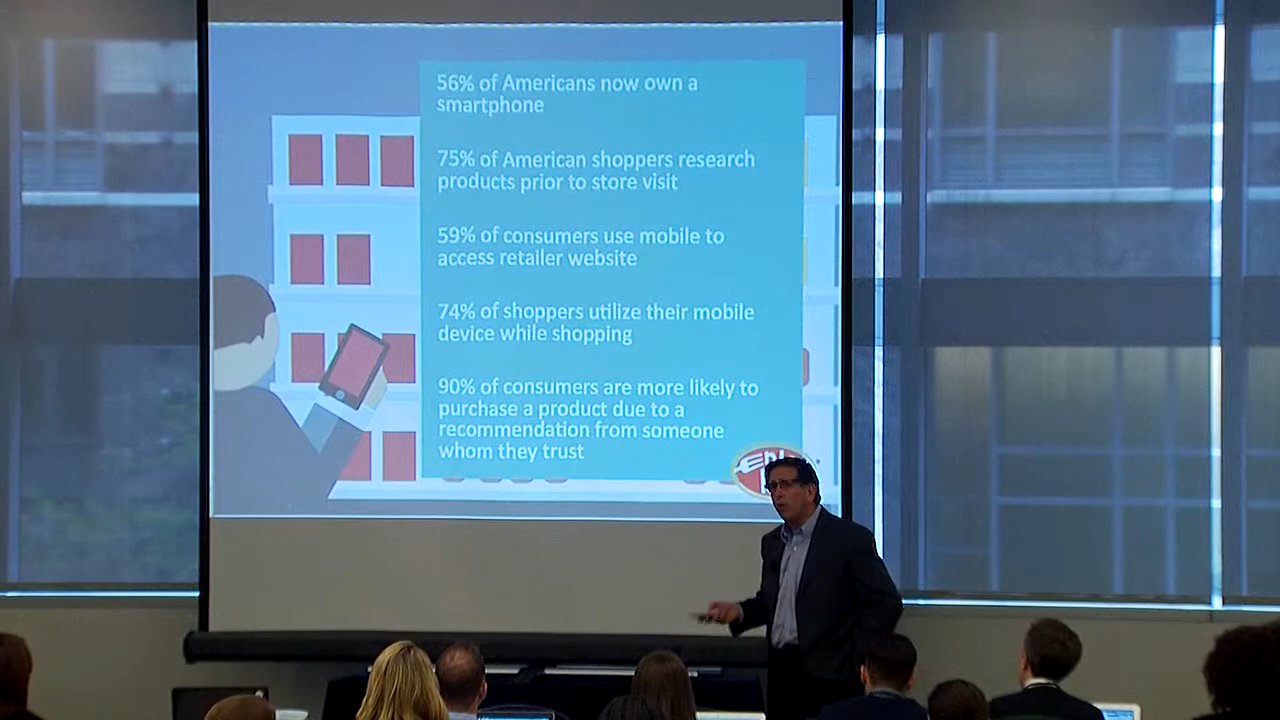 56% of Americans now own a
smartphone
75% of American shoppers research
products prior to store visit
59% of consumers use mobile to
access retailer website
74% of shoppers utilize their mobile
device while shopping
90% of consumers are more likely to
purchase a product due to a
recommendation from someone
whom they trust